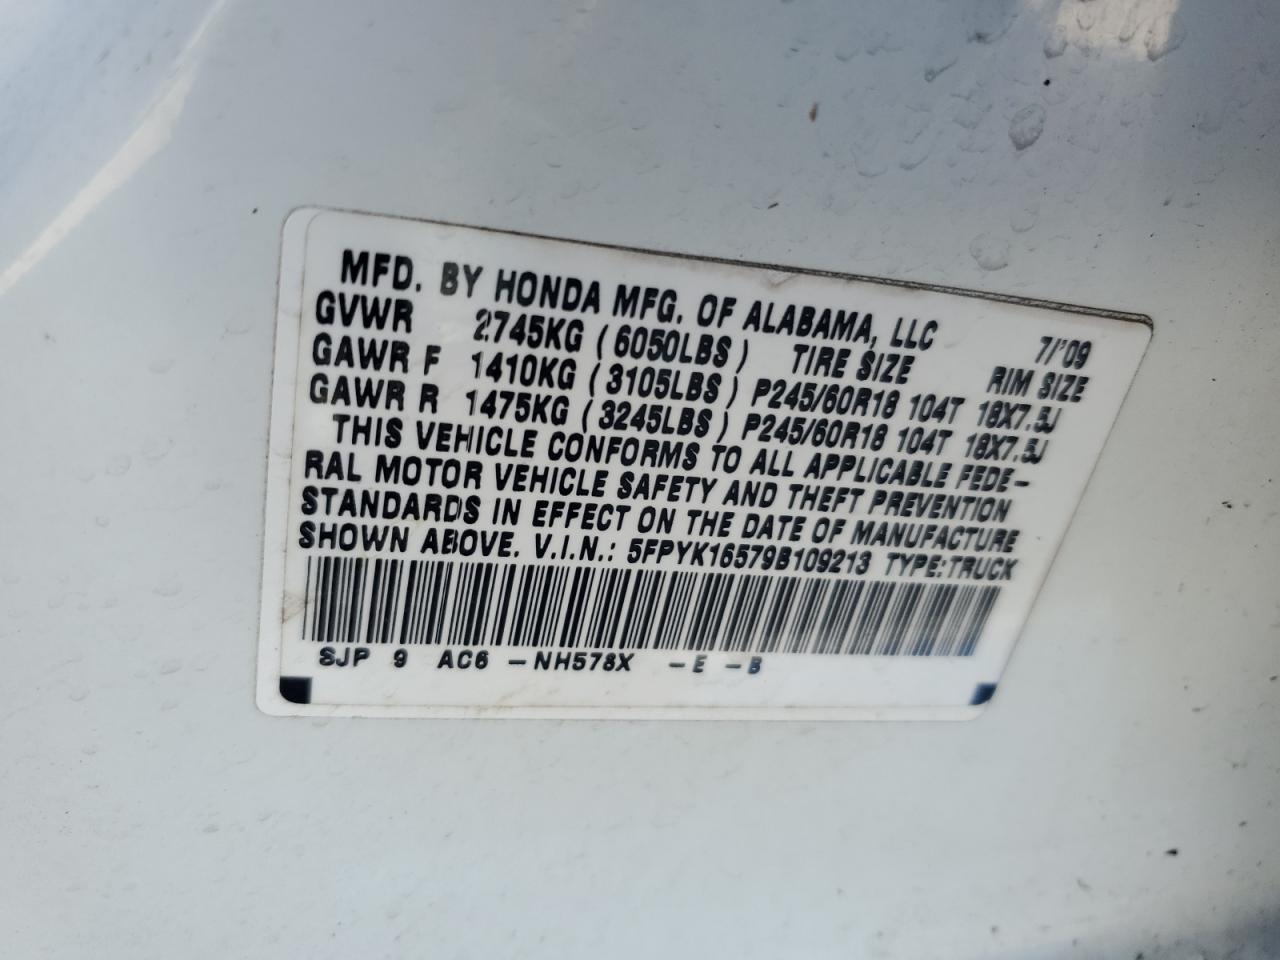 MFD. BY HONDA MFG. OF ALABAMA, LLC 7/'09
GVWR 2745KG (6050LBS) TIRE SIZE RIM SIZE
GAWR F 1410KG (3105LBS) P245/60R18 104T 18X7.5J
GAWR R 1475KG (3245LBS) P245/60R18 104T 18X7.5J
THIS VEHICLE CONFORMS TO ALL APPLICABLE FEDE-
RAL MOTOR VEHICLE SAFETY AND THEFT PREVENTION
STANDARDS IN EFFECT ON THE DATE OF MANUFACTURE
SHOWN ABOVE. V.I.N.: 5FPYK16579B109213 TYPE:TRUCK
SJP 9 AC6 -NH578X -E -B